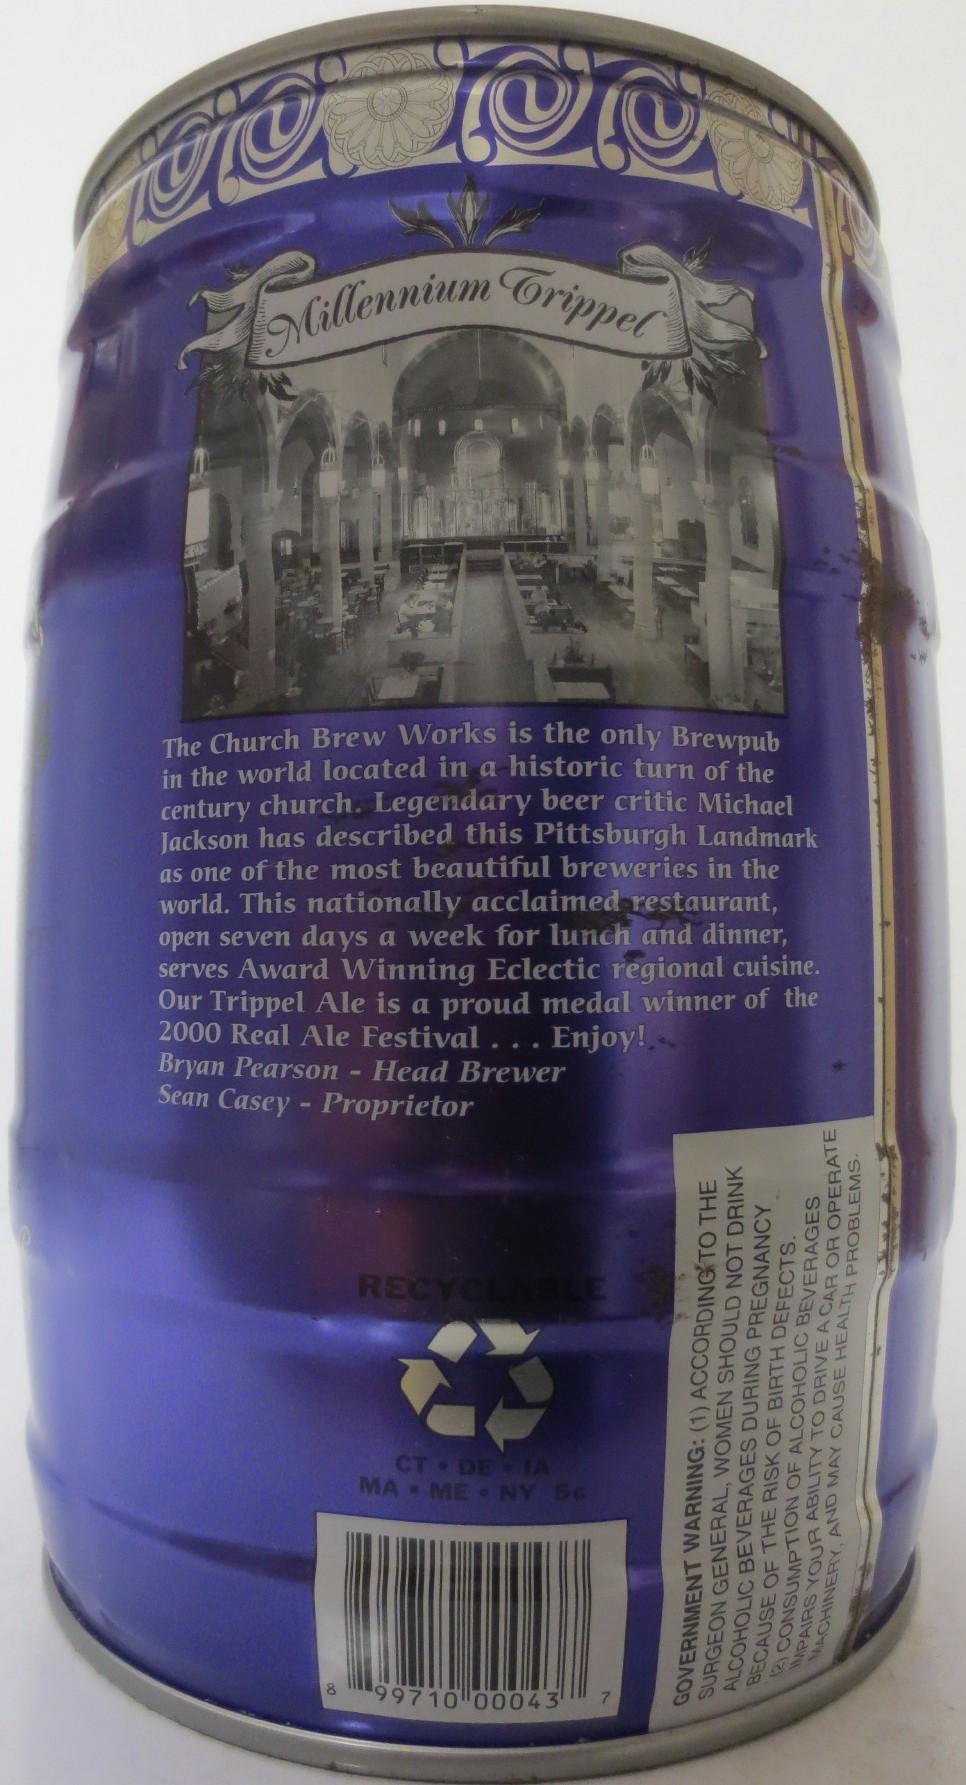 Millennium Trippel
The Church Brew Works is the only Brewpub
in the world located in a historic turn of the
century church. Legendary beer critic Michael
Jackson has described this Pittsburgh Landmark
as one of the most beautiful breweries in the
world. This nationally acclaimed restaurant,
open seven days a week for lunch and dinner,
serves Award Winning Eclectic regional cuisine.
Our Trippel Ale is a proud medal winner of the
2000 Real Ale Festival . . . Enjoy!
Bryan Pearson - Head Brewer
Sean Casey - Proprietor
RECYCLABLE
CT • DE • IA
MA • ME • NY 5¢
8 99710 00043 7
GOVERNMENT WARNING: (1) ACCORDING TO THE
SURGEON GENERAL, WOMEN SHOULD NOT DRINK
ALCOHOLIC BEVERAGES DURING PREGNANCY
BECAUSE OF THE RISK OF BIRTH DEFECTS.
(2) CONSUMPTION OF ALCOHOLIC BEVERAGES
IMPAIRS YOUR ABILITY TO DRIVE A CAR OR OPERATE
MACHINERY, AND MAY CAUSE HEALTH PROBLEMS.